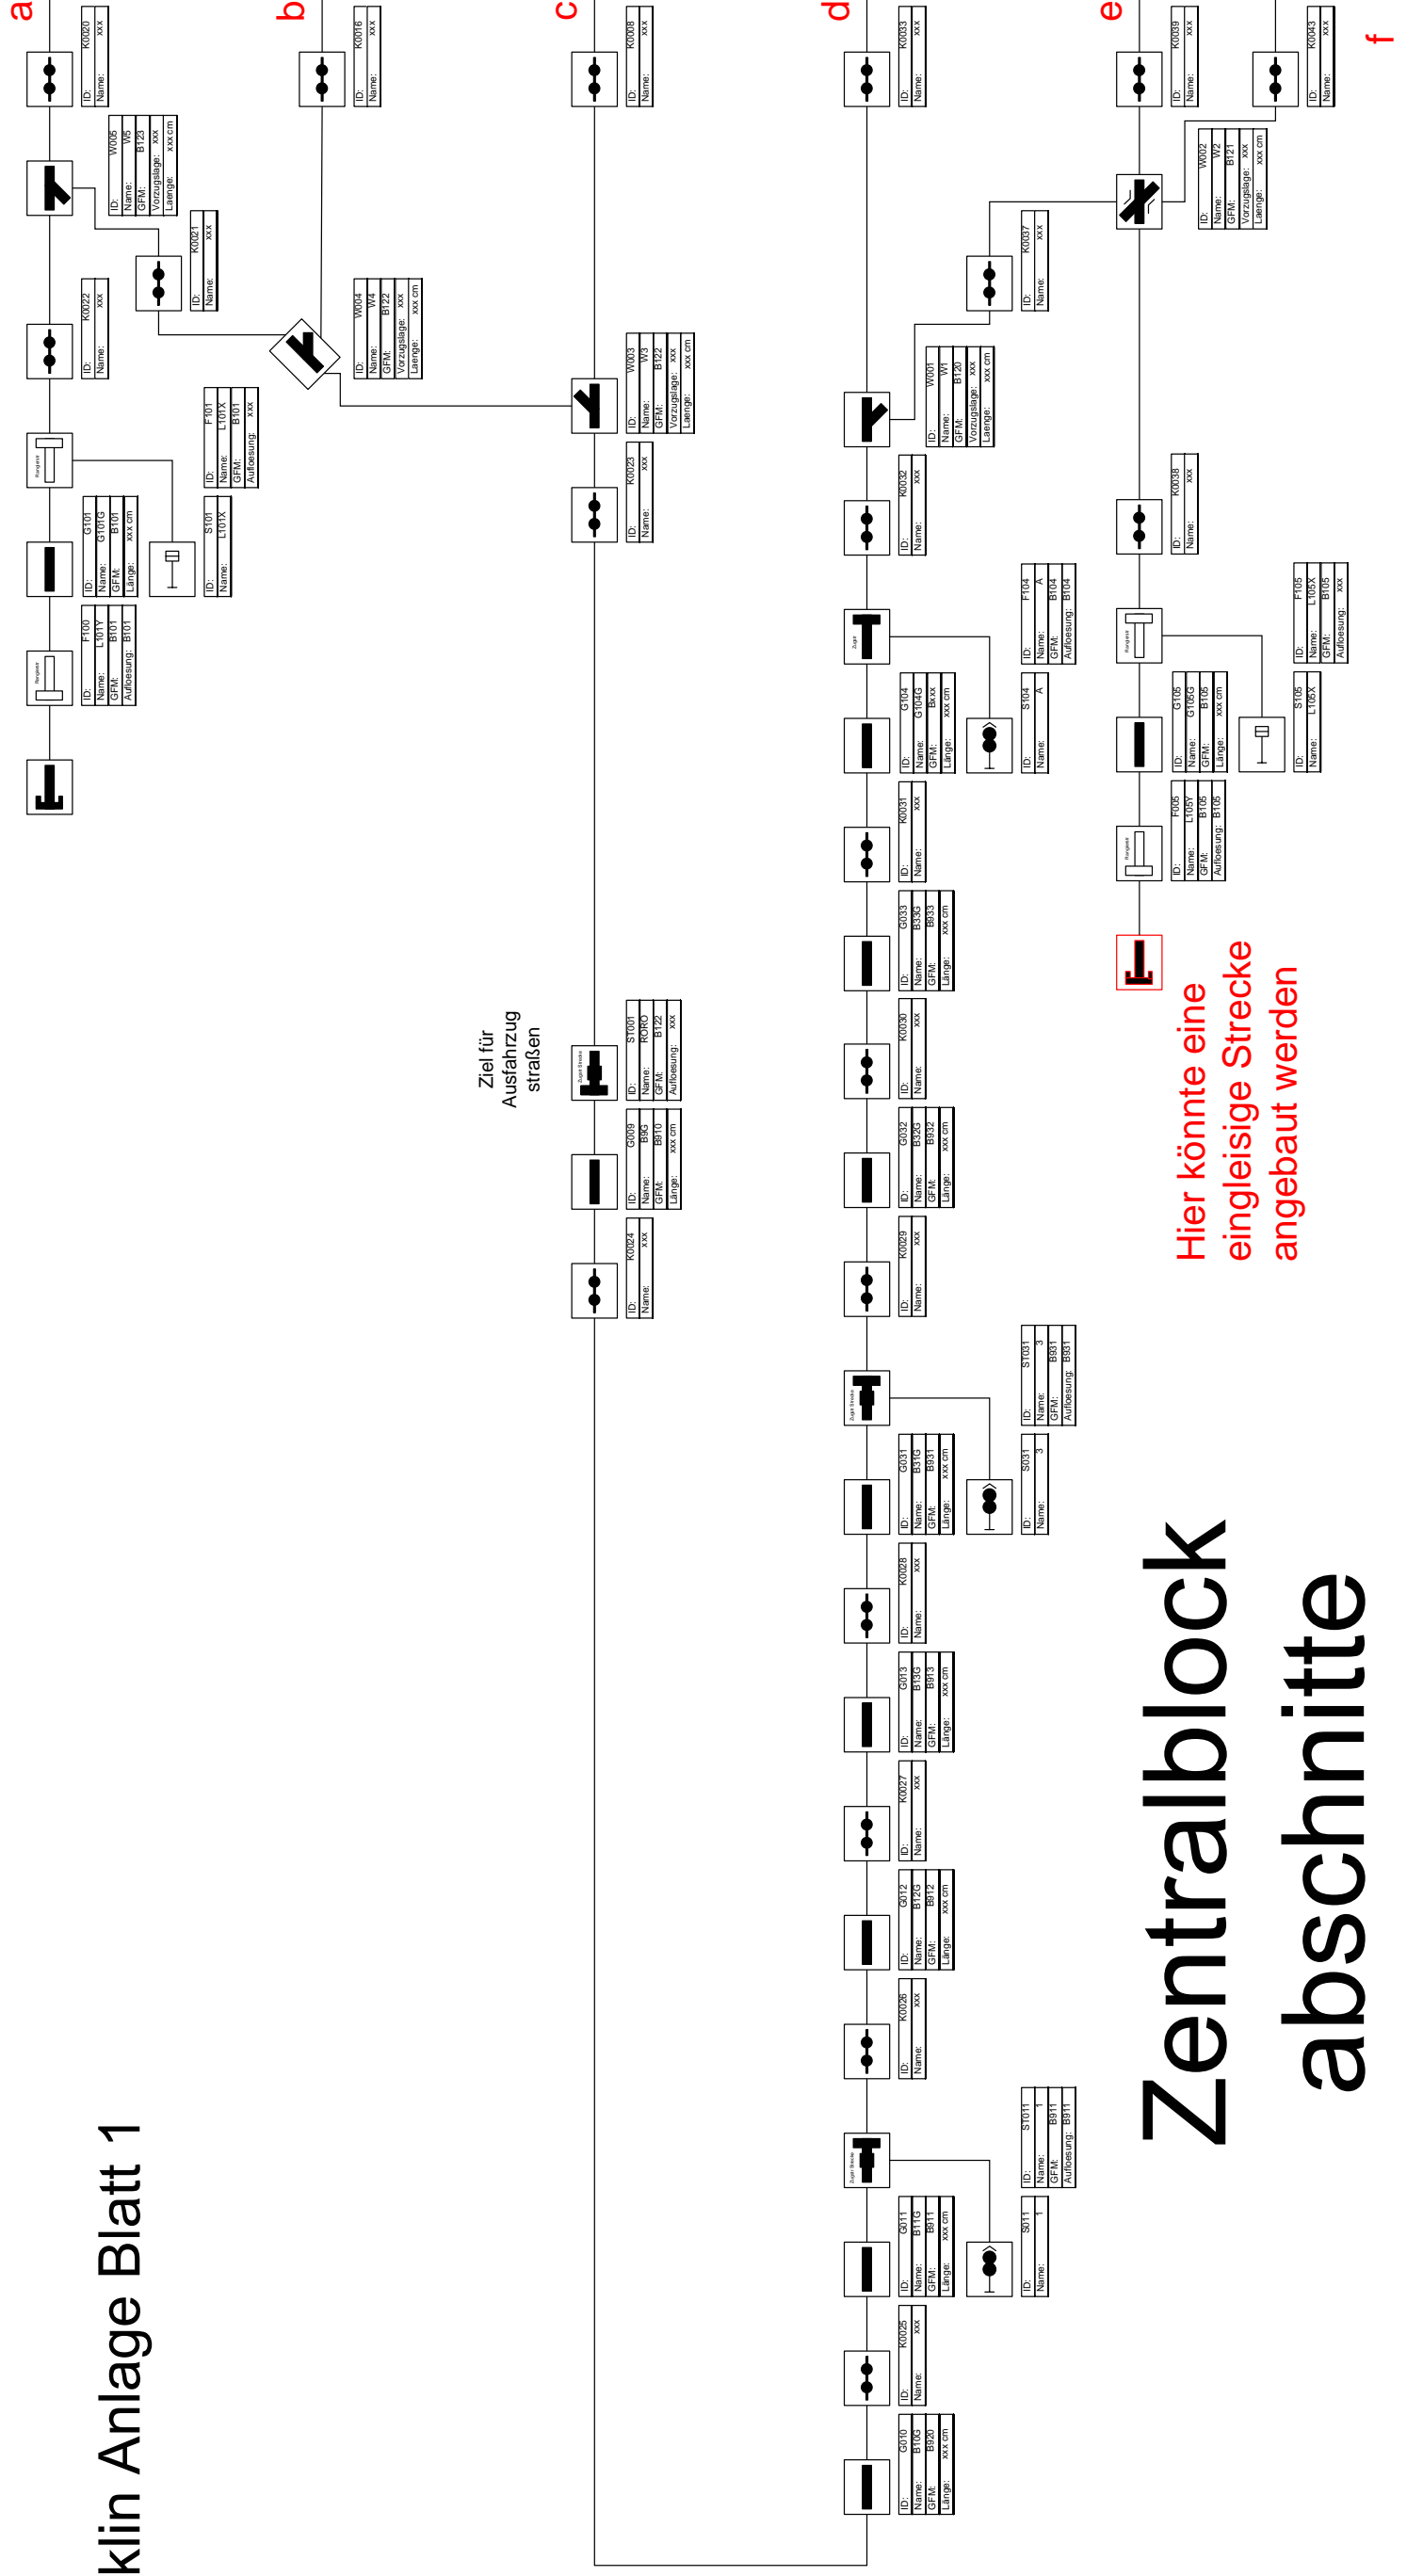 klin Anlage Blatt 1
a
ID: K0020
Name: xxx
ID: W005
Name: W5
GFM: B123
Vorzugslage: xxx
Laenge: xxx cm
ID: K0021
Name: xxx
ID: K0022
Name: xxx
Rangierstr
ID: F101
Name: L101X
GFM: B101
Aufloesung: xxx
ID: G101
Name: G101G
GFM: B101
Länge: xxx cm
ID: S101
Name: L101X
Rangierstr
ID: F100
Name: L101Y
GFM: B101
Aufloesung: B101
b
ID: K0016
Name: xxx
ID: W004
Name: W4
GFM: B122
Vorzugslage: xxx
Laenge: xxx cm
c
ID: K0008
Name: xxx
ID: W003
Name: W3
GFM: B122
Vorzugslage: xxx
Laenge: xxx cm
ID: K0023
Name: xxx
Ziel für
Ausfahrzug
straßen
Zugstr Strecke
ID: ST001
Name: RORO
GFM: B122
Aufloesung: xxx
ID: G009
Name: B9G
GFM: B910
Länge: xxx cm
ID: K0024
Name: xxx
d
ID: K0033
Name: xxx
ID: K0037
Name: xxx
ID: W001
Name: W1
GFM: B120
Vorzugslage: xxx
Laenge: xxx cm
ID: K0032
Name: xxx
Zugstr
ID: F104
Name: A
GFM: B104
Aufloesung: B104
ID: G104
Name: G104G
GFM: Bxxx
Länge: xxx cm
ID: S104
Name: A
ID: K0031
Name: xxx
ID: G033
Name: B33G
GFM: B933
Länge: xxx cm
ID: K0030
Name: xxx
ID: G032
Name: B32G
GFM: B932
Länge: xxx cm
ID: K0029
Name: xxx
Zugstr Strecke
ID: ST031
Name: 3
GFM: B931
Aufloesung: B931
ID: G031
Name: B31G
GFM: B931
Länge: xxx cm
ID: S031
Name: 3
ID: K0028
Name: xxx
ID: G013
Name: B13G
GFM: B913
Länge: xxx cm
ID: K0027
Name: xxx
ID: G012
Name: B12G
GFM: B912
Länge: xxx cm
ID: K0026
Name: xxx
Zugstr Strecke
ID: ST011
Name: 1
GFM: B911
Aufloesung: B911
ID: G011
Name: B11G
GFM: B911
Länge: xxx cm
ID: S011
Name: 1
ID: K0025
Name: xxx
ID: G010
Name: B10G
GFM: B920
Länge: xxx cm
e
ID: K0039
Name: xxx
f
ID: K0043
Name: xxx
ID: W002
Name: W2
GFM: B121
Vorzugslage: xxx
Laenge: xxx cm
ID: K0038
Name: xxx
Rangierstr
ID: F105
Name: L105X
GFM: B105
Aufloesung: xxx
ID: G105
Name: G105G
GFM: B105
Länge: xxx cm
ID: S105
Name: L105X
Rangierstr
ID: F005
Name: L105Y
GFM: B105
Aufloesung: B105
Hier könnte eine
eingleisige Strecke
angebaut werden
Zentralblock
abschnitte